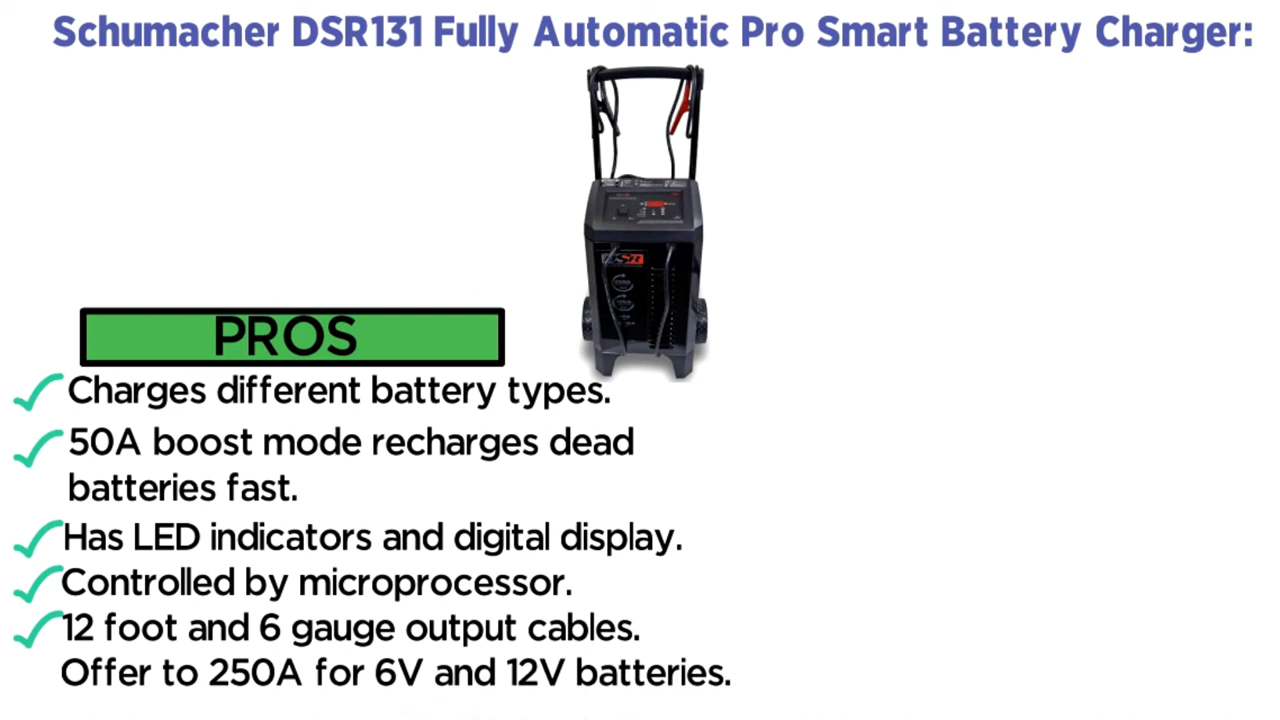 Schumacher DSR131 Fully Automatic Pro Smart Battery Charger:
PROS
Charges different battery types.
50A boost mode recharges dead
batteries fast.
Has LED indicators and digital display.
Controlled by microprocessor.
12 foot and 6 gauge output cables.
Offer to 250A for 6V and 12V batteries.